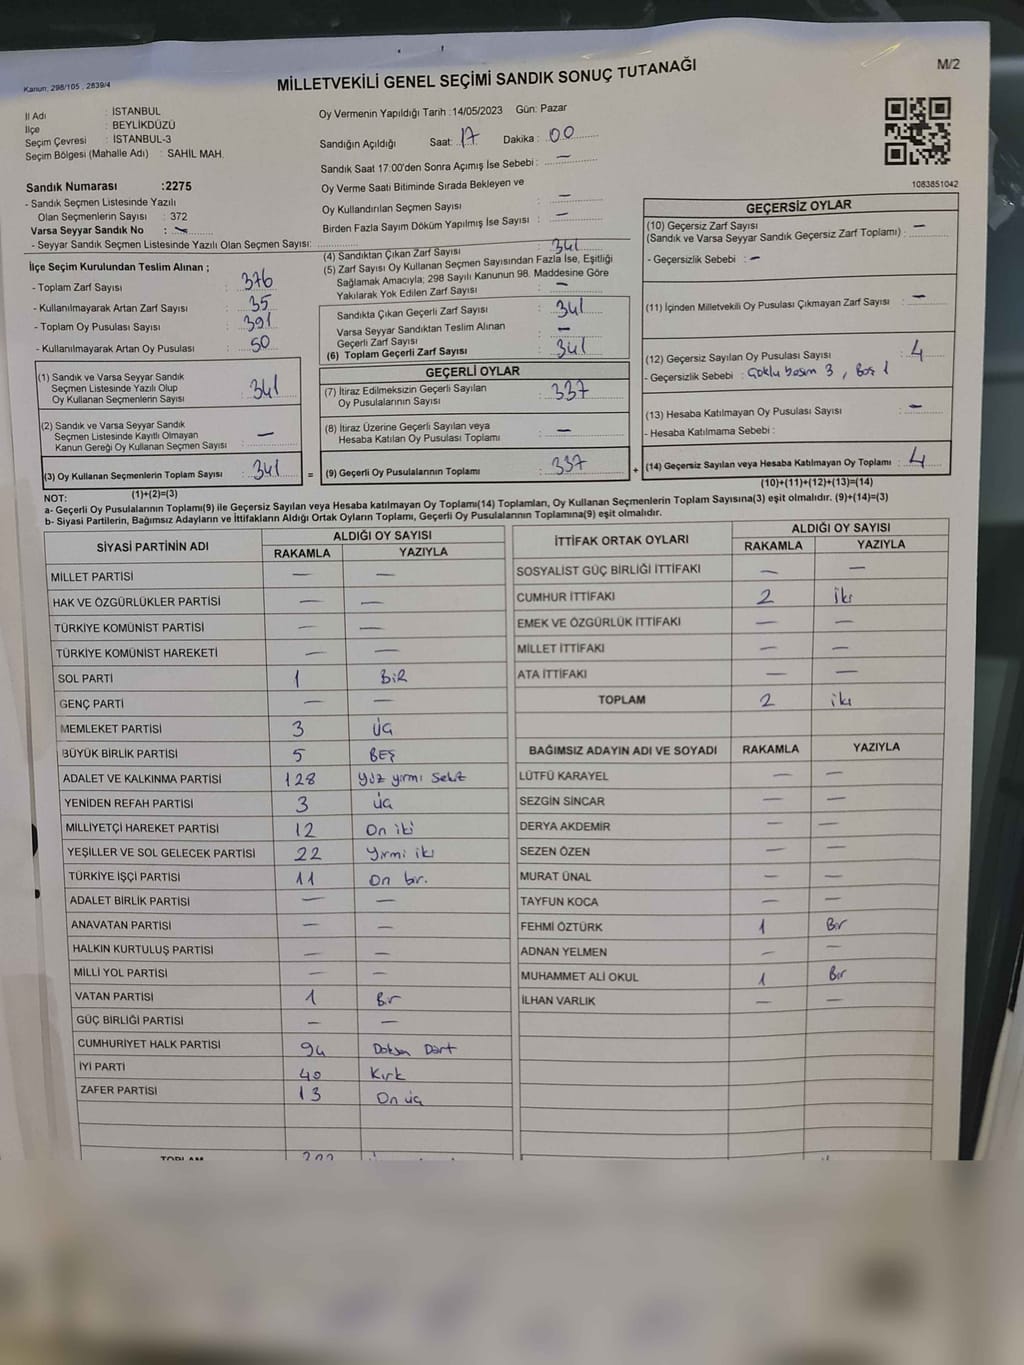 Kanun, 298/105 , 2839/4
MİLLETVEKİLİ GENEL SEÇİMİ SANDIK SONUÇ TUTANAĞI
M/2
İl Adı : İSTANBUL
İlçe : BEYLİKDÜZÜ
Seçim Çevresi : İSTANBUL-3
Seçim Bölgesi (Mahalle Adı) : SAHİL MAH.
Sandık Numarası :2275
- Sandık Seçmen Listesinde Yazılı
Olan Seçmenlerin Sayısı : 372
Varsa Seyyar Sandık No : —
- Seyyar Sandık Seçmen Listesinde Yazılı Olan Seçmen Sayısı:
Oy Vermenin Yapıldığı Tarih :14/05/2023 Gün: Pazar
Sandığın Açıldığı Saat: 17 Dakika : 00
Sandık Saat 17:00'den Sonra Açımış İse Sebebi : —
Oy Verme Saati Bitiminde Sırada Bekleyen ve
Oy Kullandırılan Seçmen Sayısı : —
Birden Fazla Sayım Döküm Yapılmış İse Sayısı : —
1083851042
İlçe Seçim Kurulundan Teslim Alınan ;
- Toplam Zarf Sayısı : 376
- Kullanılmayarak Artan Zarf Sayısı : 35
- Toplam Oy Pusulası Sayısı : 391
- Kullanılmayarak Artan Oy Pusulası : 50
(1) Sandık ve Varsa Seyyar Sandık
Seçmen Listesinde Yazılı Olup
Oy Kullanan Seçmenlerin Sayısı : 341
(2) Sandık ve Varsa Seyyar Sandık
Seçmen Listesinde Kayıtlı Olmayan
Kanun Gereği Oy Kullanan Seçmen Sayısı : —
(3) Oy Kullanan Seçmenlerin Toplam Sayısı : 341
(1)+(2)=(3)
(4) Sandıktan Çıkan Zarf Sayısı : 341
(5) Zarf Sayısı Oy Kullanan Seçmen Sayısından Fazla İse, Eşitliği
Sağlamak Amacıyla; 298 Sayılı Kanunun 98. Maddesine Göre
Yakılarak Yok Edilen Zarf Sayısı : —
Sandıkta Çıkan Geçerli Zarf Sayısı : 341
Varsa Seyyar Sandıktan Teslim Alınan
Geçerli Zarf Sayısı : —
(6) Toplam Geçerli Zarf Sayısı : 341
GEÇERLİ OYLAR
(7) İtiraz Edilmeksizin Geçerli Sayılan
Oy Pusulalarının Sayısı : 337
(8) İtiraz Üzerine Geçerli Sayılan veya
Hesaba Katılan Oy Pusulası Toplamı : —
= (9) Geçerli Oy Pusulalarının Toplamı : 337 +
GEÇERSİZ OYLAR
(10) Geçersiz Zarf Sayısı
(Sandık ve Varsa Seyyar Sandık Geçersiz Zarf Toplamı) : —
- Geçersizlik Sebebi : —
(11) İçinden Milletvekili Oy Pusulası Çıkmayan Zarf Sayısı : —
(12) Geçersiz Sayılan Oy Pusulası Sayısı : 4
- Geçersizlik Sebebi : Çoklu basım 3 , Boş 1
(13) Hesaba Katılmayan Oy Pusulası Sayısı : —
- Hesaba Katılmama Sebebi :
(14) Geçersiz Sayılan veya Hesaba Katılmayan Oy Toplamı : 4
(10)+(11)+(12)+(13)=(14)
NOT:
a- Geçerli Oy Pusulalarının Toplamı(9) ile Geçersiz Sayılan veya Hesaba katılmayan Oy Toplamı(14) Toplamları, Oy Kullanan Seçmenlerin Toplam Sayısına(3) eşit olmalıdır. (9)+(14)=(3)
b- Siyasi Partilerin, Bağımsız Adayların ve İttifakların Aldığı Ortak Oyların Toplamı, Geçerli Oy Pusulalarının Toplamına(9) eşit olmalıdır.
SİYASİ PARTİNİN ADI ALDIĞI OY SAYISI
RAKAMLA YAZIYLA
MİLLET PARTİSİ — —
HAK VE ÖZGÜRLÜKLER PARTİSİ — —
TÜRKİYE KOMÜNİST PARTİSİ — —
TÜRKİYE KOMÜNİST HAREKETİ — —
SOL PARTİ 1 BİR
GENÇ PARTİ — —
MEMLEKET PARTİSİ 3 üç
BÜYÜK BİRLİK PARTİSİ 5 BEŞ
ADALET VE KALKINMA PARTİSİ 128 Yüz yirmi Sekiz
YENİDEN REFAH PARTİSİ 3 üç
MİLLİYETÇİ HAREKET PARTİSİ 12 On iki
YEŞİLLER VE SOL GELECEK PARTİSİ 22 Yirmi iki
TÜRKİYE İŞÇİ PARTİSİ 11 On bir.
ADALET BİRLİK PARTİSİ — —
ANAVATAN PARTİSİ — —
HALKIN KURTULUŞ PARTİSİ — —
MİLLİ YOL PARTİSİ — —
VATAN PARTİSİ 1 Bir
GÜÇ BİRLİĞİ PARTİSİ — —
CUMHURİYET HALK PARTİSİ 94 Doksan Dört
İYİ PARTİ 40 Kırk
ZAFER PARTİSİ 13 On üç
TOPLAM
İTTİFAK ORTAK OYLARI ALDIĞI OY SAYISI
RAKAMLA YAZIYLA
SOSYALİST GÜÇ BİRLİĞİ İTTİFAKI — —
CUMHUR İTTİFAKI 2 iki
EMEK VE ÖZGÜRLÜK İTTİFAKI — —
MİLLET İTTİFAKI — —
ATA İTTİFAKI — —
TOPLAM 2 iki
BAĞIMSIZ ADAYIN ADI VE SOYADI RAKAMLA YAZIYLA
LÜTFÜ KARAYEL — —
SEZGİN SİNCAR — —
DERYA AKDEMİR — —
SEZEN ÖZEN — —
MURAT ÜNAL — —
TAYFUN KOCA — —
FEHMİ ÖZTÜRK 1 Bir
ADNAN YELMEN — —
MUHAMMET ALİ OKUL 1 Bir
İLHAN VARLIK — —